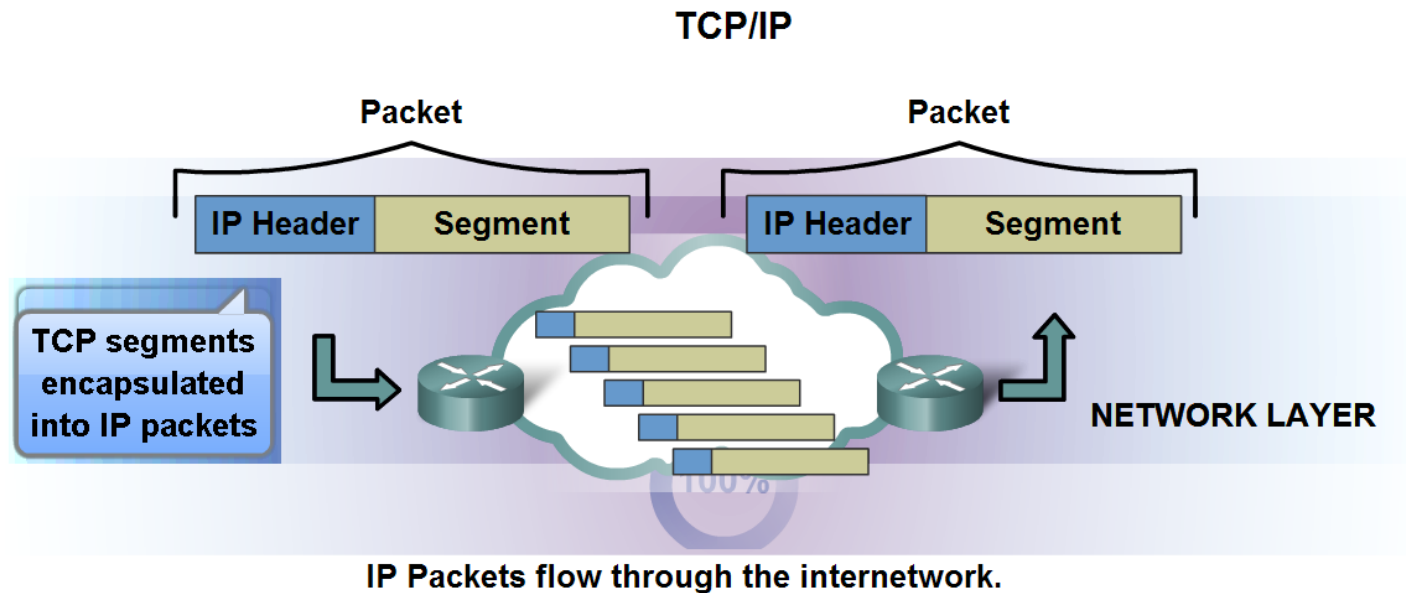 TCP/IP
Packet
Packet
IP Header
Segment
IP Header
Segment
TCP segments
encapsulated
into IP packets
NETWORK LAYER
100%
IP Packets flow through the internetwork.